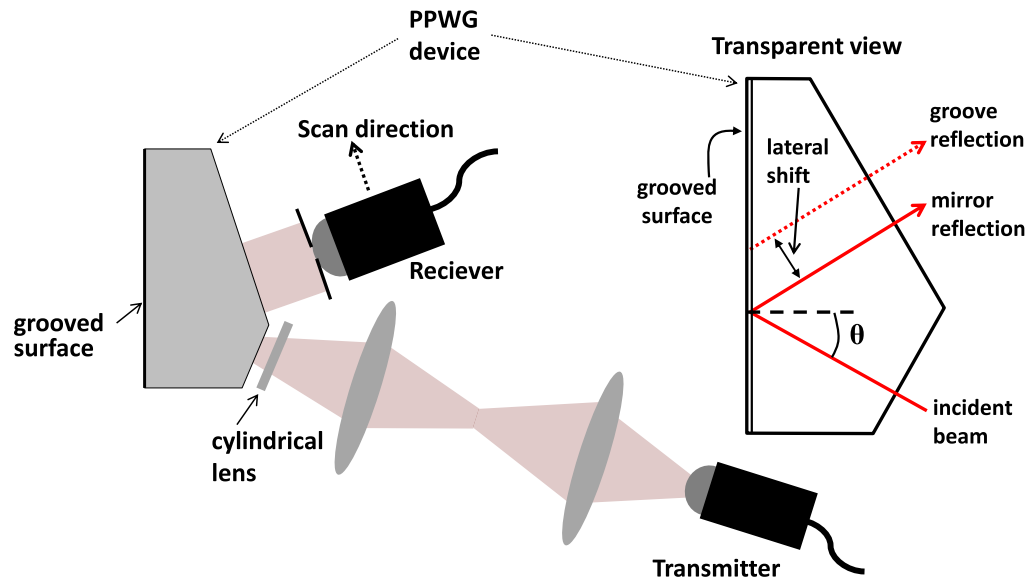 PPWG
device
Transparent view
Scan direction
groove
reflection
lateral
shift
grooved
surface
mirror
reflection
Reciever
grooved
surface
θ
incident
beam
cylindrical
lens
Transmitter